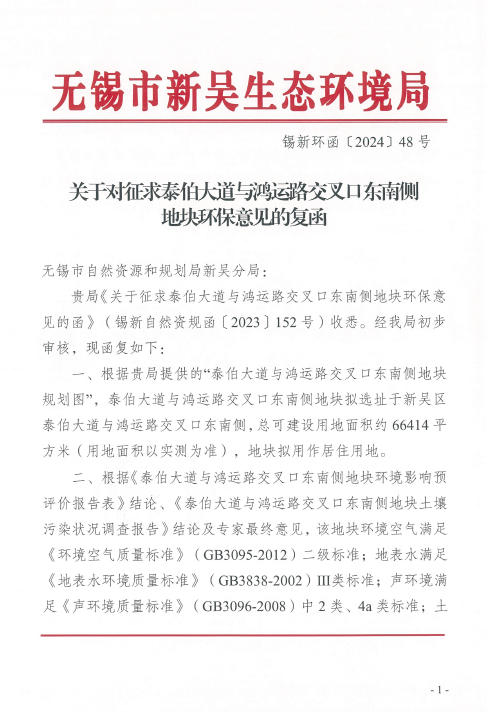 无锡市新吴生态环境局
锡新环函〔2024〕48 号
关于对征求泰伯大道与鸿运路交叉口东南侧
地块环保意见的复函
无锡市自然资源和规划局新吴分局：
贵局《关于征求泰伯大道与鸿运路交叉口东南侧地块环保意
见的函》（锡新自然资规函〔2023〕152 号）收悉。经我局初步
审核，现函复如下：
一、根据贵局提供的“泰伯大道与鸿运路交叉口东南侧地块
规划图”，泰伯大道与鸿运路交叉口东南侧地块拟选址于新吴区
泰伯大道与鸿运路交叉口东南侧，总可建设用地面积约 66414 平
方米（用地面积以实测为准），地块拟用作居住用地。
二、根据《泰伯大道与鸿运路交叉口东南侧地块环境影响预
评价报告表》结论、《泰伯大道与鸿运路交叉口东南侧地块土壤
污染状况调查报告》结论及专家最终意见，该地块环境空气满足
《环境空气质量标准》（GB3095-2012）二级标准；地表水满足
《地表水环境质量标准》（GB3838-2002）Ⅲ类标准；声环境满
足《声环境质量标准》（GB3096-2008）中 2 类、4a 类标准；土
- 1 -